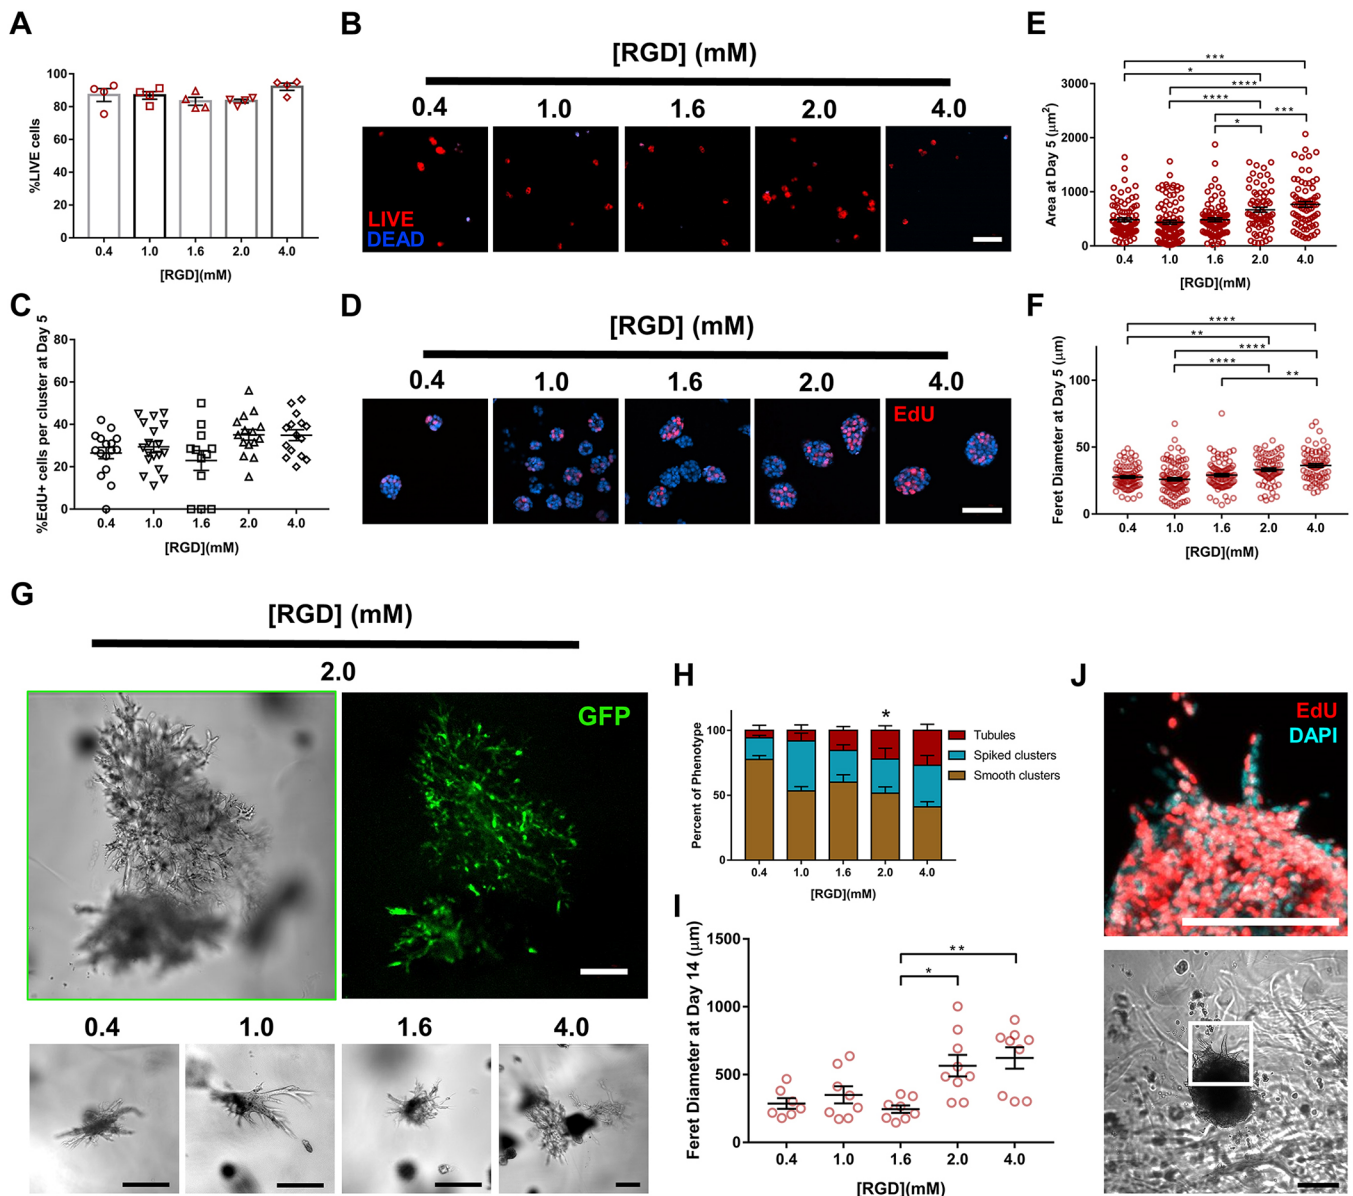 A
%LIVE cells
100
80
60
40
20
0
0.4 1.0 1.6 2.0 4.0
[RGD](mM)
B
[RGD] (mM)
0.4 1.0 1.6 2.0 4.0
LIVE
DEAD
E
Area at Day 5 (μm²)
3000
2000
1000
0
***
*
****
****
***
*
0.4 1.0 1.6 2.0 4.0
[RGD](mM)
C
%EdU+ cells per cluster at Day 5
80
60
40
20
0
0.4 1.0 1.6 2.0 4.0
[RGD](mM)
D
[RGD] (mM)
0.4 1.0 1.6 2.0 4.0
EdU
F
Feret Diameter at Day 5 (μm)
100
50
0
****
**
****
****
**
0.4 1.0 1.6 2.0 4.0
[RGD](mM)
G
[RGD] (mM)
2.0
GFP
0.4 1.0 1.6 4.0
H
Percent of Phenotype
100
50
0
*
Tubules
Spiked clusters
Smooth clusters
0.4 1.0 1.6 2.0 4.0
[RGD](mM)
I
Feret Diameter at Day 14 (μm)
1500
1000
500
0
**
*
0.4 1.0 1.6 2.0 4.0
[RGD](mM)
J
EdU
DAPI